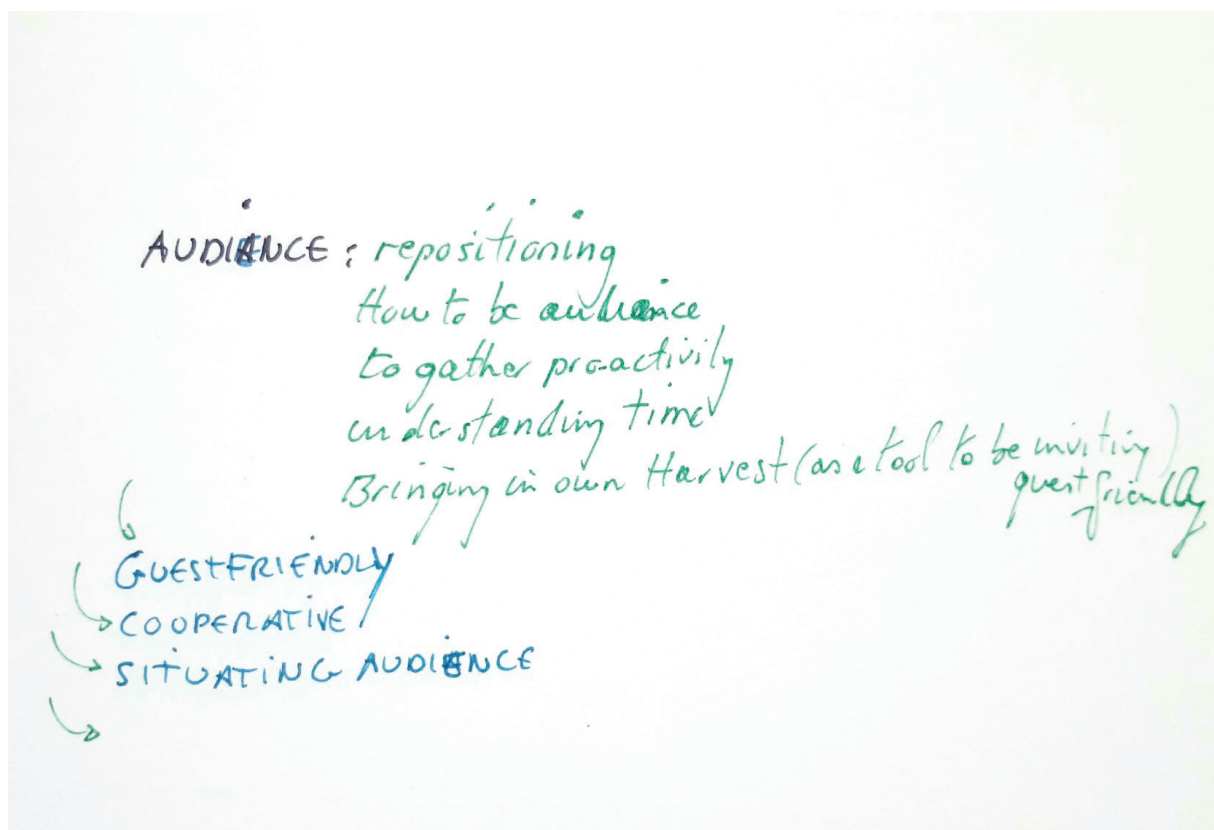 AUDIENCE : repositioning
How to be audience
to gather pro-activily
understanding time
Bringing in own Harvest (as a tool to be inviting)
guest friendly
GUESTFRIENDLY
COOPERATIVE /
SITUATING AUDIENCE